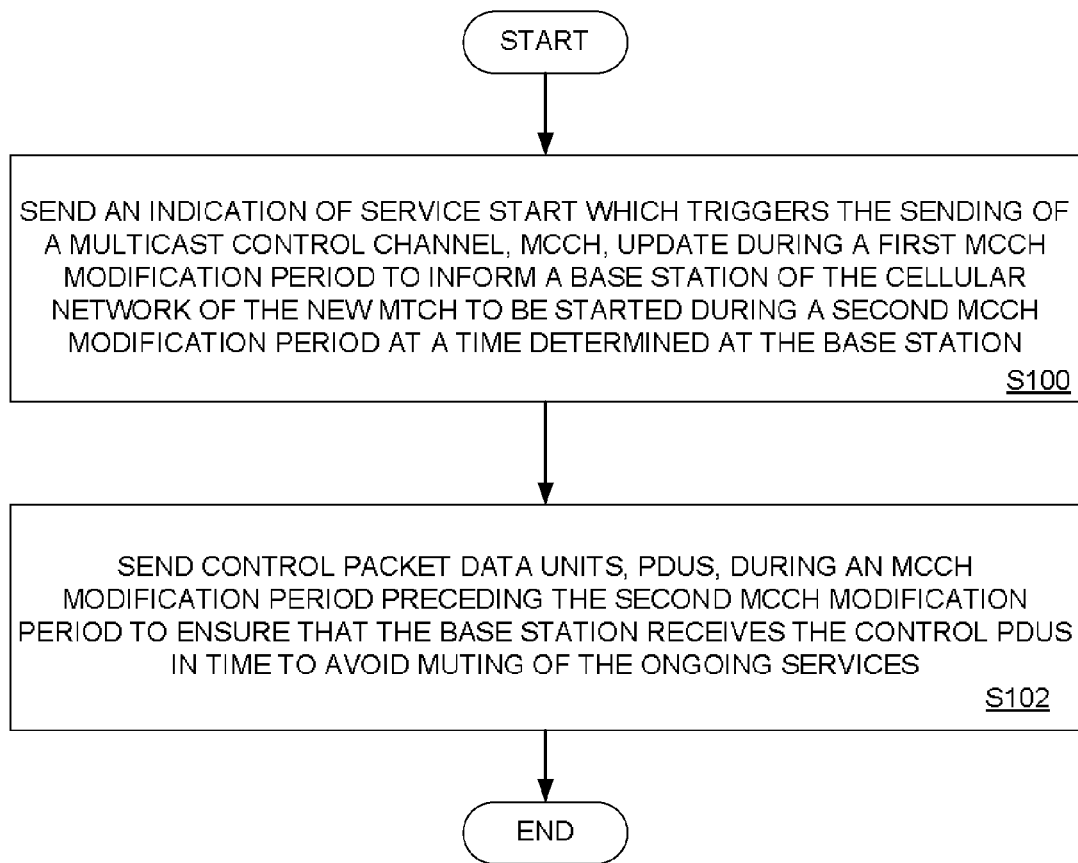 START
SEND AN INDICATION OF SERVICE START WHICH TRIGGERS THE SENDING OF
A MULTICAST CONTROL CHANNEL, MCCH, UPDATE DURING A FIRST MCCH
MODIFICATION PERIOD TO INFORM A BASE STATION OF THE CELLULAR
NETWORK OF THE NEW MTCH TO BE STARTED DURING A SECOND MCCH
MODIFICATION PERIOD AT A TIME DETERMINED AT THE BASE STATION
S100
SEND CONTROL PACKET DATA UNITS, PDUS, DURING AN MCCH
MODIFICATION PERIOD PRECEDING THE SECOND MCCH MODIFICATION
PERIOD TO ENSURE THAT THE BASE STATION RECEIVES THE CONTROL PDUS
IN TIME TO AVOID MUTING OF THE ONGOING SERVICES
S102
END